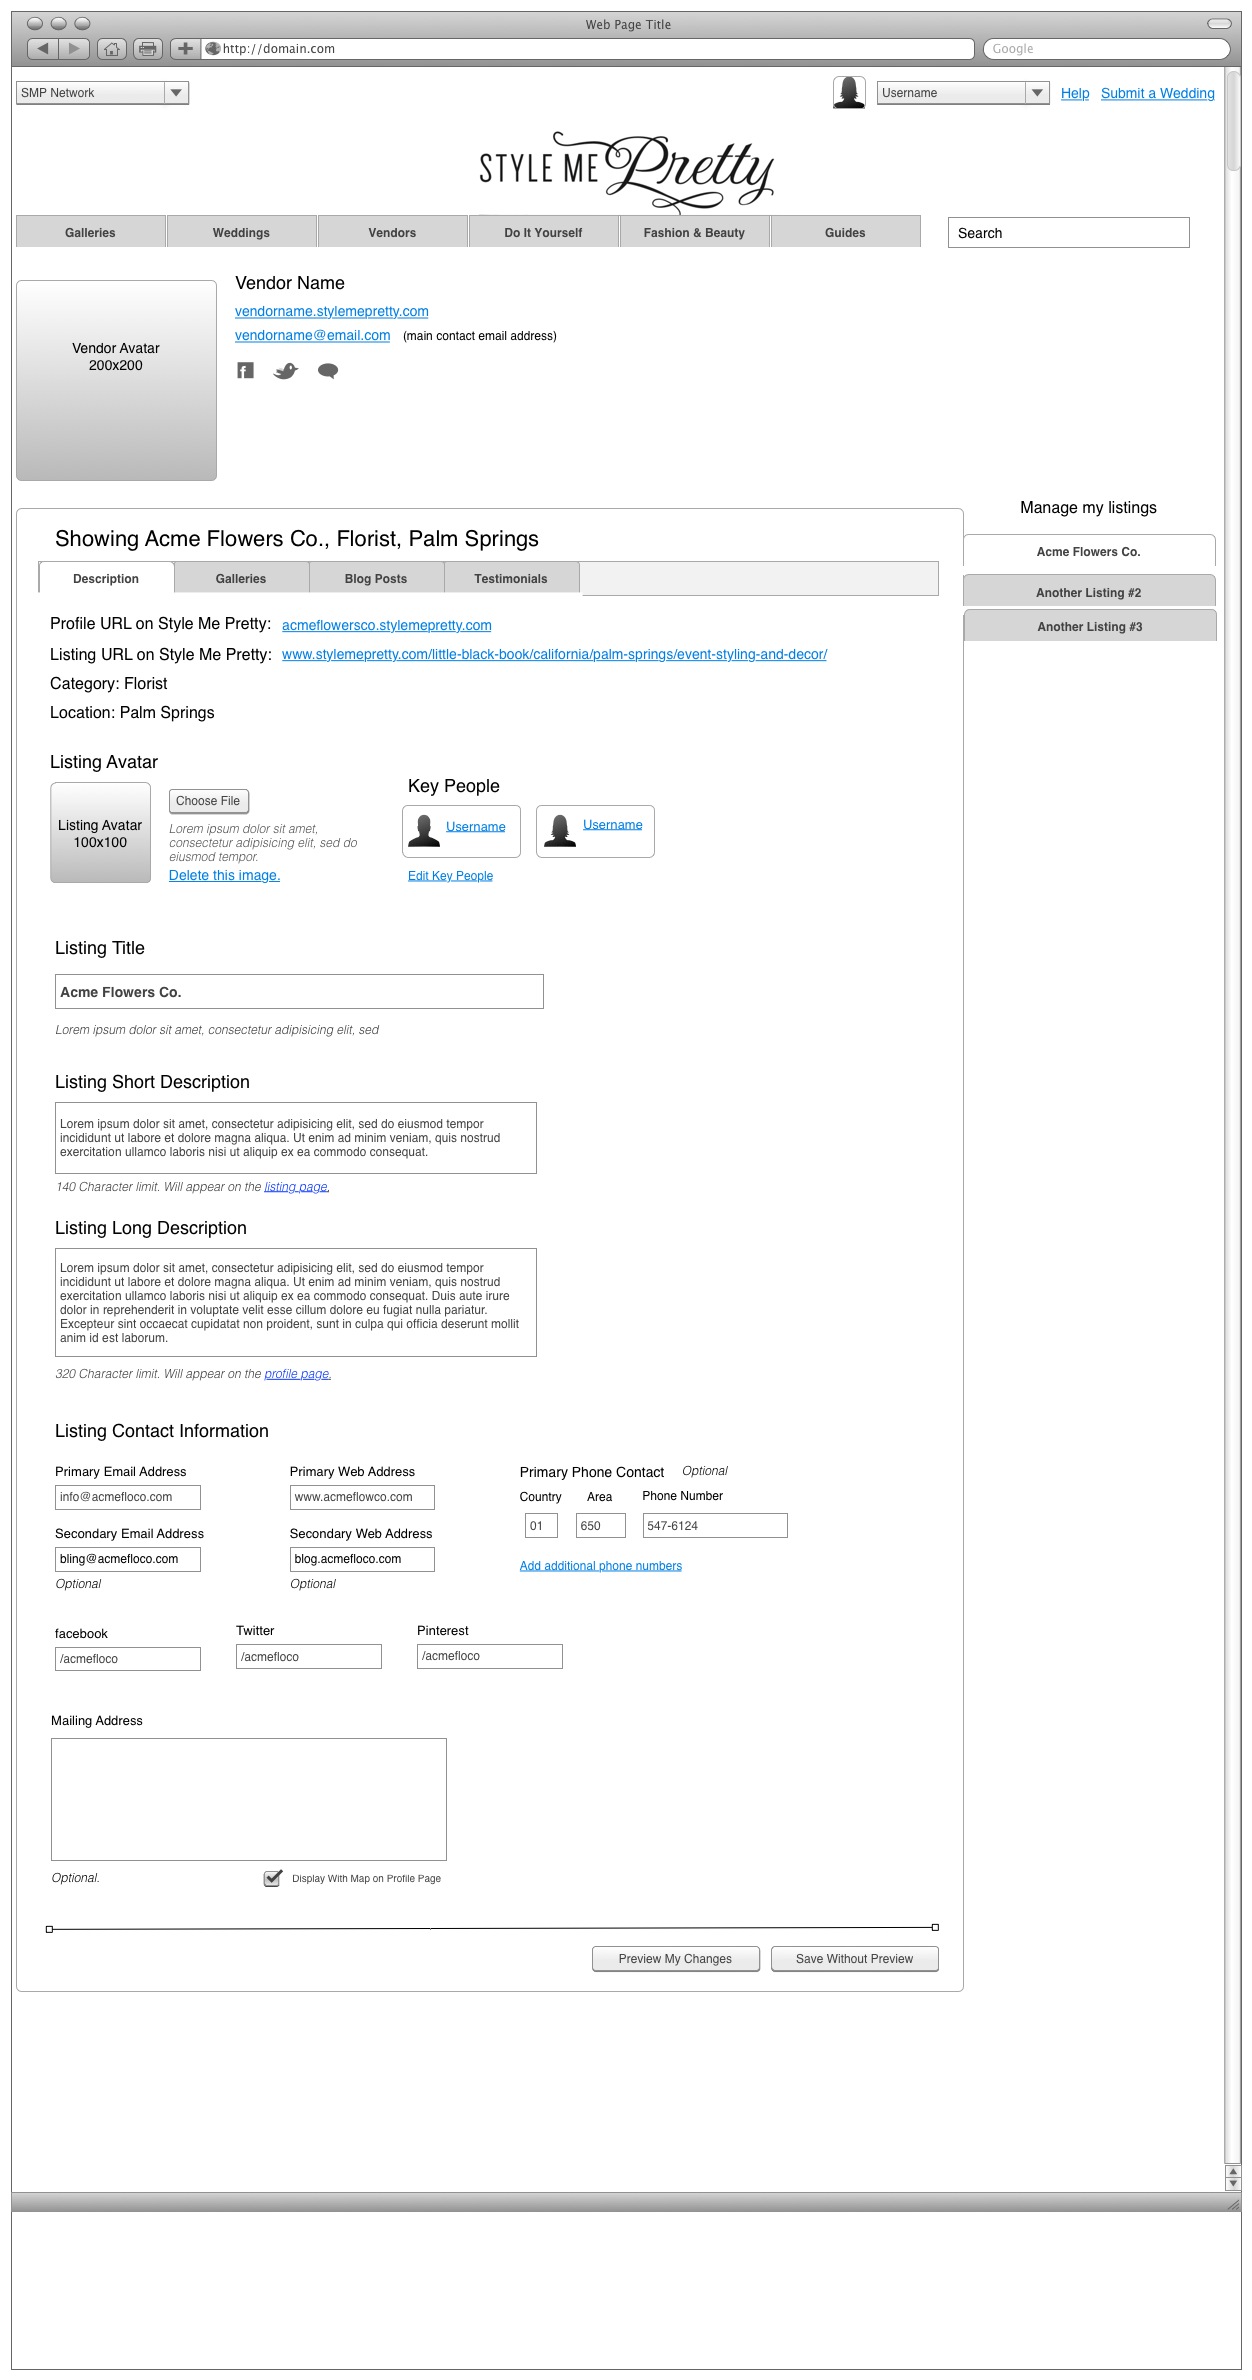 Web Page Title
http://domain.com
Google
SMP Network
Username
Help
Submit a Wedding
STYLE ME Pretty
Galleries
Weddings
Vendors
Do It Yourself
Fashion & Beauty
Guides
Search
Vendor Avatar
200x200
Vendor Name
vendorname.stylemepretty.com
vendorname@email.com (main contact email address)
Manage my listings
Acme Flowers Co.
Another Listing #2
Another Listing #3
Showing Acme Flowers Co., Florist, Palm Springs
Description
Galleries
Blog Posts
Testimonials
Profile URL on Style Me Pretty: acmeflowersco.stylemepretty.com
Listing URL on Style Me Pretty: www.stylemepretty.com/little-black-book/california/palm-springs/event-styling-and-decor/
Category: Florist
Location: Palm Springs
Listing Avatar
Listing Avatar
100x100
Choose File
Lorem ipsum dolor sit amet,
consectetur adipisicing elit, sed do
eiusmod tempor.
Delete this image.
Key People
Username
Username
Edit Key People
Listing Title
Acme Flowers Co.
Lorem ipsum dolor sit amet, consectetur adipisicing elit, sed
Listing Short Description
Lorem ipsum dolor sit amet, consectetur adipisicing elit, sed do eiusmod tempor
incididunt ut labore et dolore magna aliqua. Ut enim ad minim veniam, quis nostrud
exercitation ullamco laboris nisi ut aliquip ex ea commodo consequat.
140 Character limit. Will appear on the listing page.
Listing Long Description
Lorem ipsum dolor sit amet, consectetur adipisicing elit, sed do eiusmod tempor
incididunt ut labore et dolore magna aliqua. Ut enim ad minim veniam, quis nostrud
exercitation ullamco laboris nisi ut aliquip ex ea commodo consequat. Duis aute irure
dolor in reprehenderit in voluptate velit esse cillum dolore eu fugiat nulla pariatur.
Excepteur sint occaecat cupidatat non proident, sunt in culpa qui officia deserunt mollit
anim id est laborum.
320 Character limit. Will appear on the profile page.
Listing Contact Information
Primary Email Address
info@acmefloco.com
Secondary Email Address
bling@acmefloco.com
Optional
Primary Web Address
www.acmeflowco.com
Secondary Web Address
blog.acmefloco.com
Optional
Primary Phone Contact Optional
Country Area Phone Number
01 650 547-6124
Add additional phone numbers
facebook
/acmefloco
Twitter
/acmefloco
Pinterest
/acmefloco
Mailing Address
Optional.
Display With Map on Profile Page
Preview My Changes
Save Without Preview